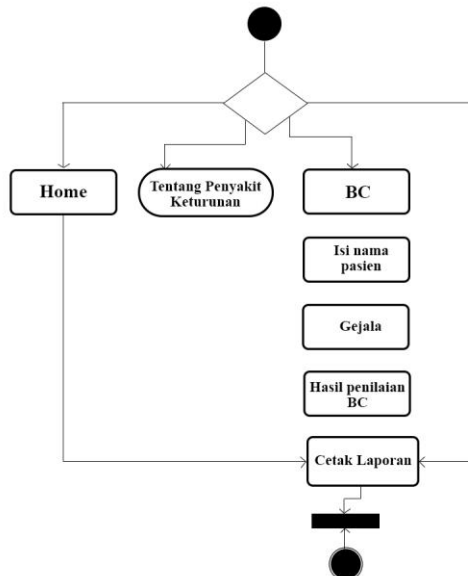 Home
Tentang Penyakit
Keturunan
BC
Isi nama
pasien
Gejala
Hasil penilaian
BC
Cetak Laporan